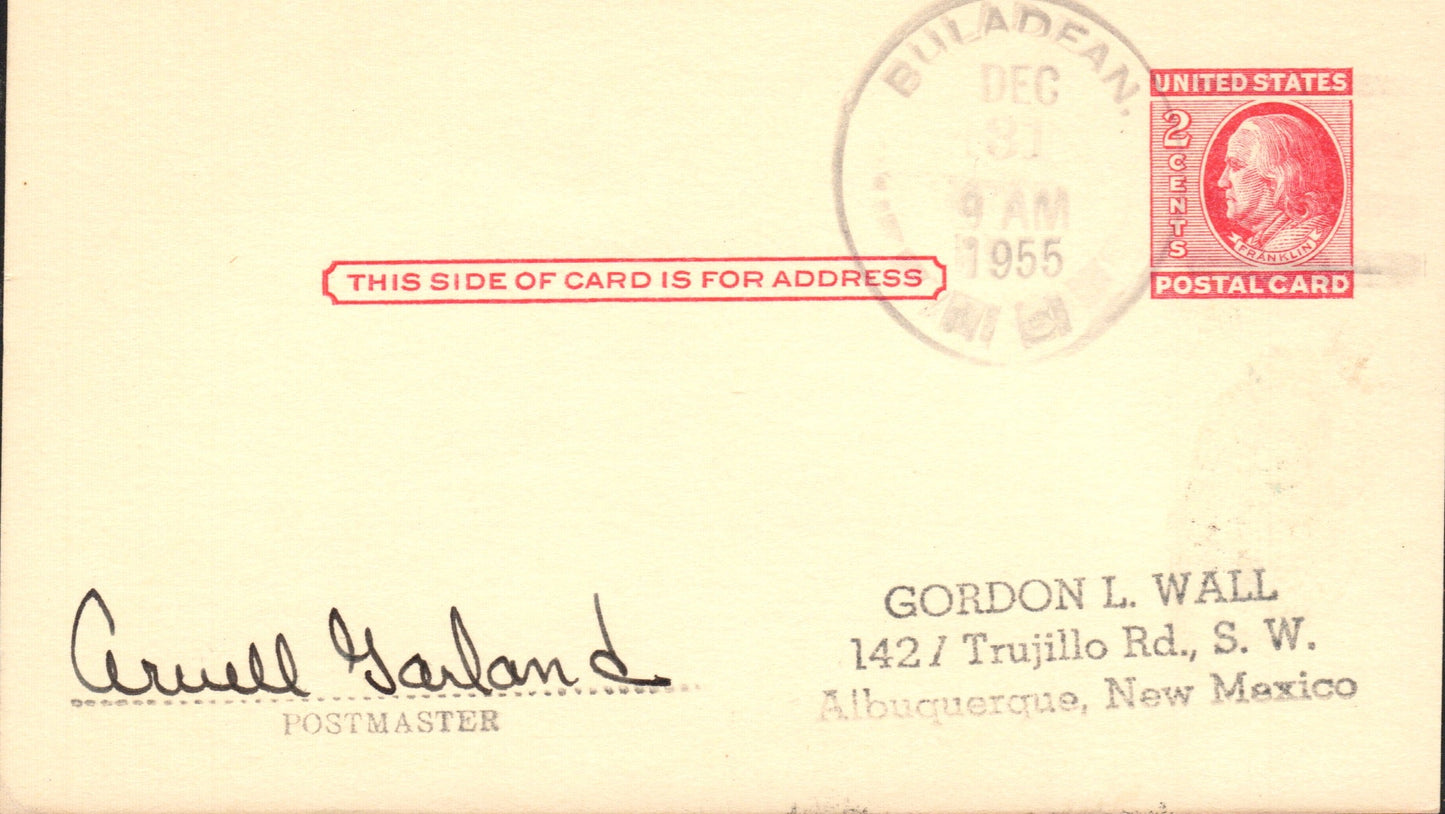 BULADEAN,
DEC
31
9 AM
1955
UNITED STATES
2 CENTS
FRANKLIN
POSTAL CARD
THIS SIDE OF CARD IS FOR ADDRESS
Garland
POSTMASTER
GORDON L. WALL
1421 Trujillo Rd., S. W.
Albuquerque, New Mexico